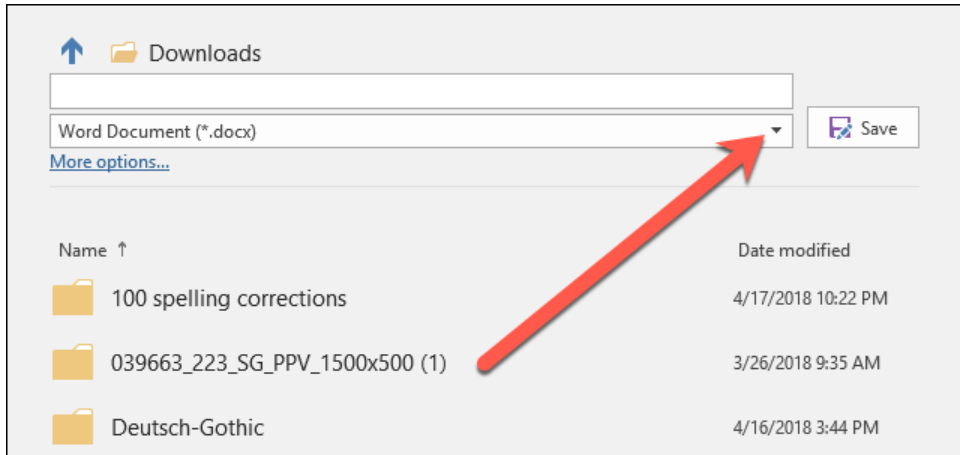 Downloads
Word Document (*.docx)
Save
More options...
Name ↑
Date modified
100 spelling corrections
4/17/2018 10:22 PM
039663_223_SG_PPV_1500x500 (1)
3/26/2018 9:35 AM
Deutsch-Gothic
4/16/2018 3:44 PM